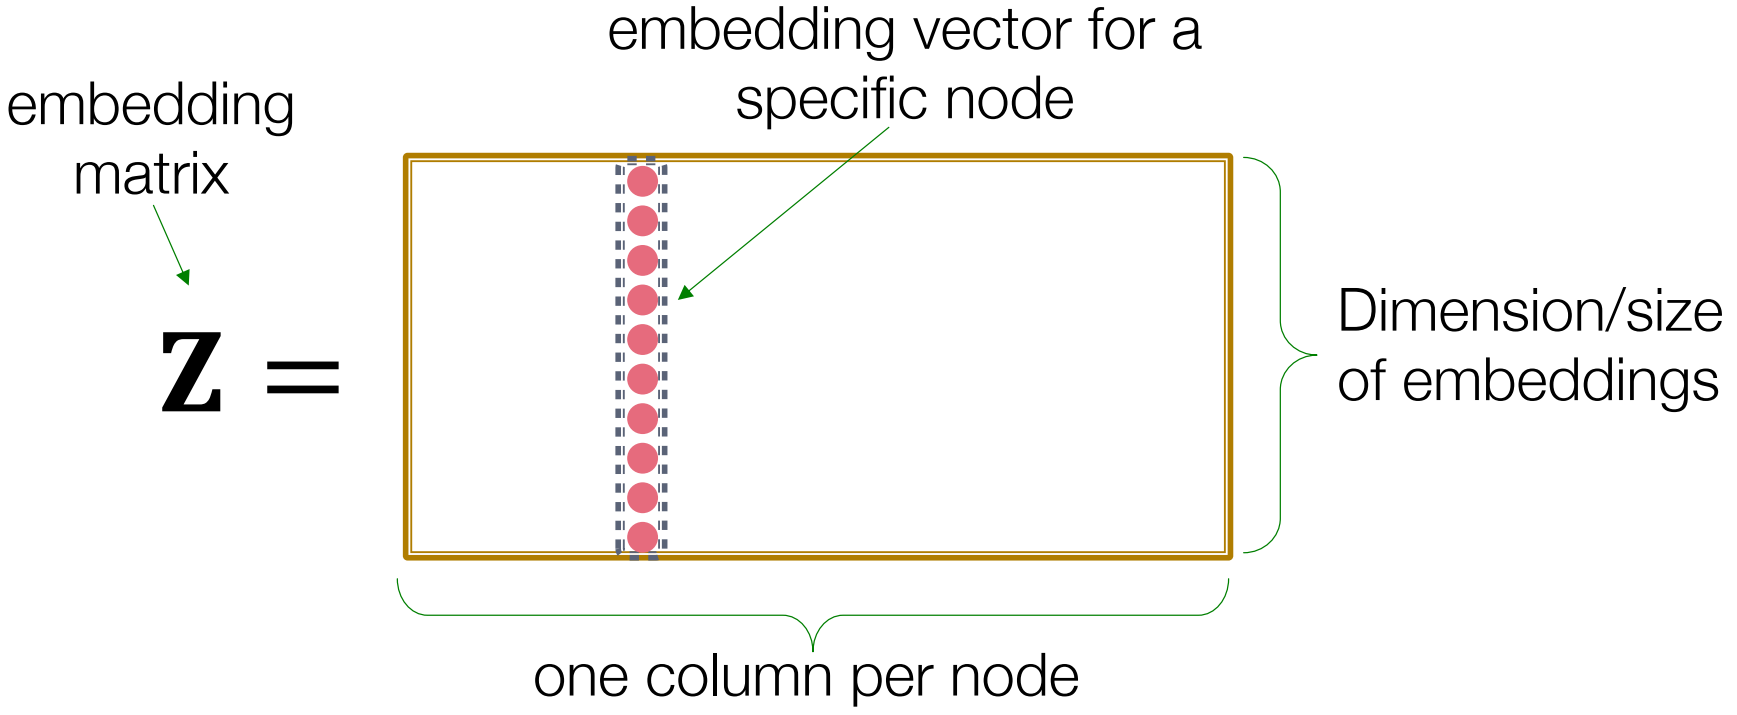 embedding vector for a
specific node
embedding
matrix
Z =
Dimension/size
of embeddings
one column per node